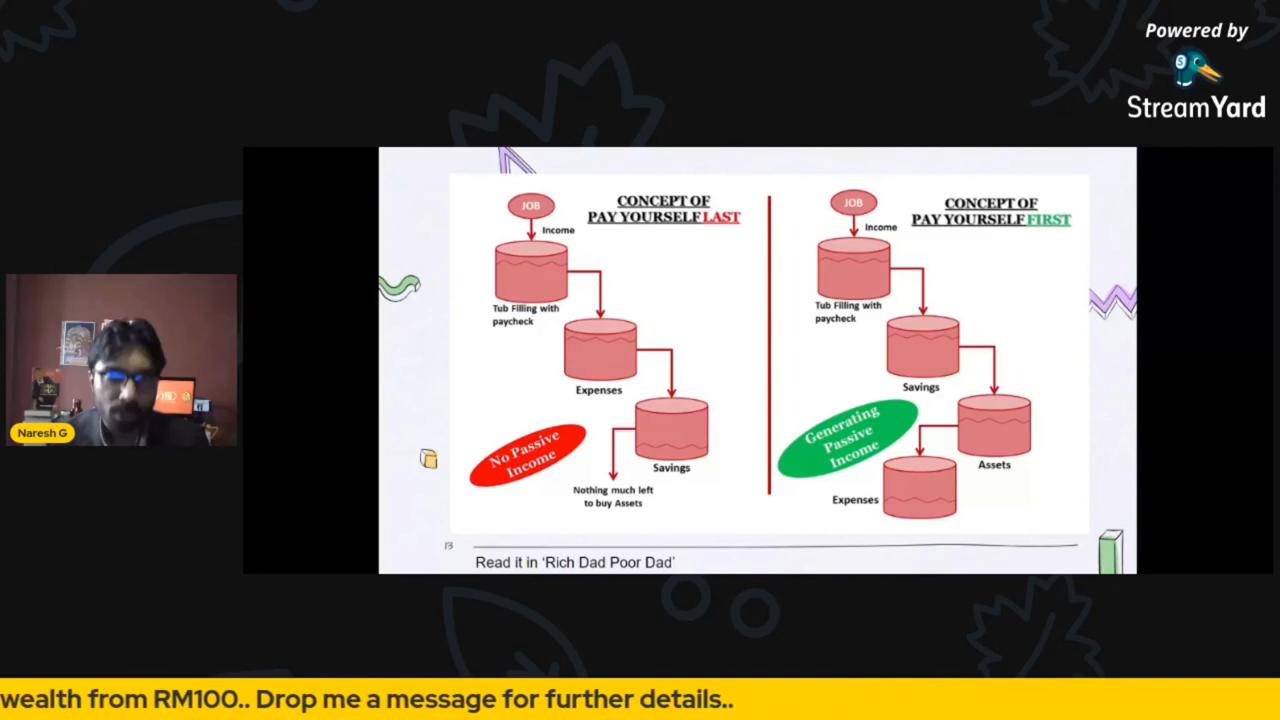 Powered by
StreamYard
JOB
CONCEPT OF
PAY YOURSELF LAST
Income
Tub Filling with
paycheck
Expenses
Savings
No Passive
Income
Nothing much left
to buy Assets
JOB
CONCEPT OF
PAY YOURSELF FIRST
Income
Tub Filling with
paycheck
Savings
Assets
Generating
Passive
Income
Expenses
13
Read it in ‘Rich Dad Poor Dad’
Naresh G
wealth from RM100.. Drop me a message for further details..